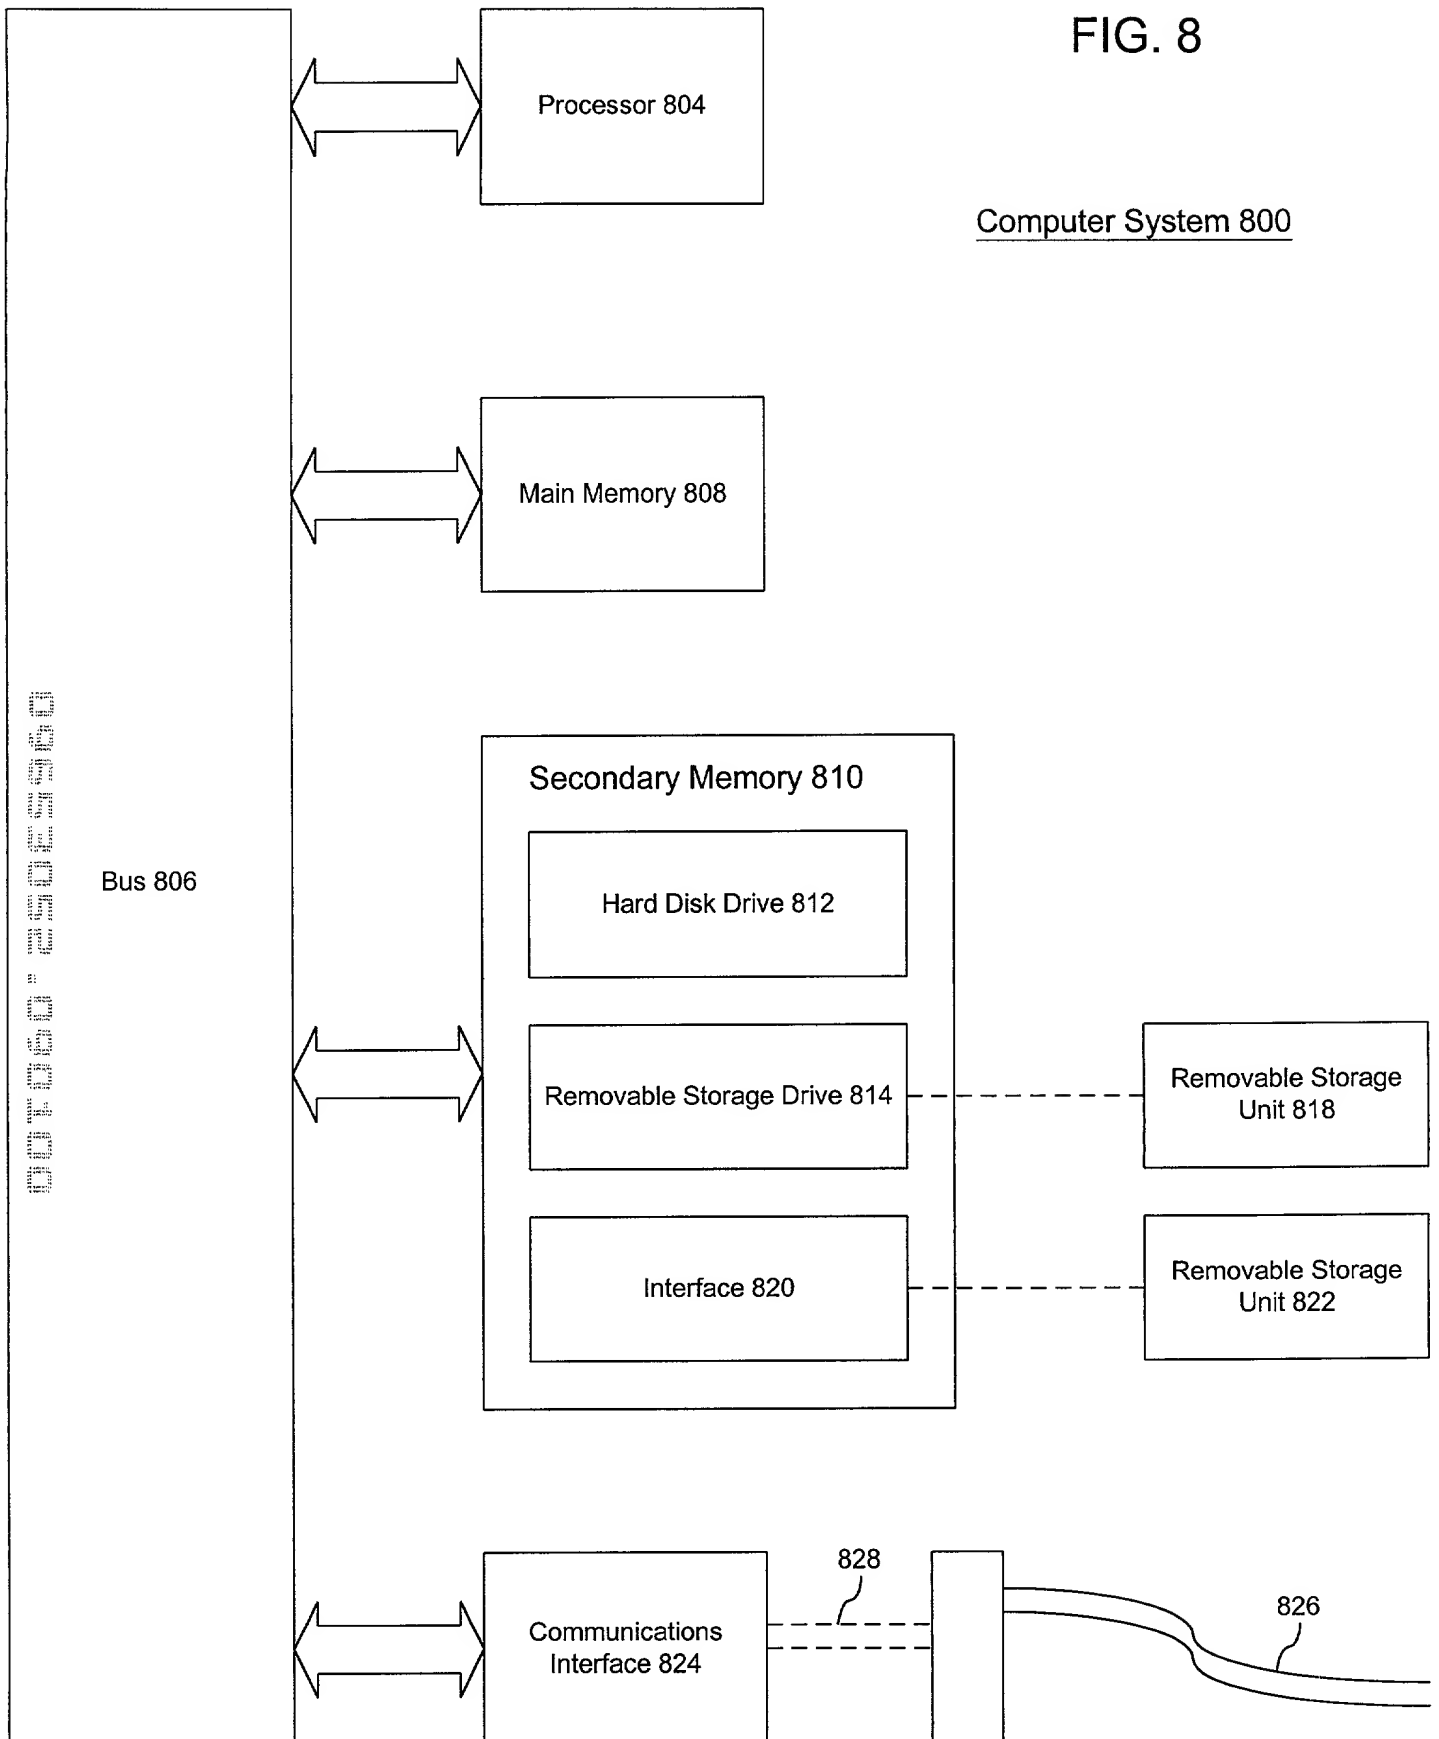 FIG. 8
Processor 804
Computer System 800
Main Memory 808
Secondary Memory 810
Bus 806
Hard Disk Drive 812
Removable Storage Drive 814
Removable Storage
Unit 818
Interface 820
Removable Storage
Unit 822
828
Communications
Interface 824
826